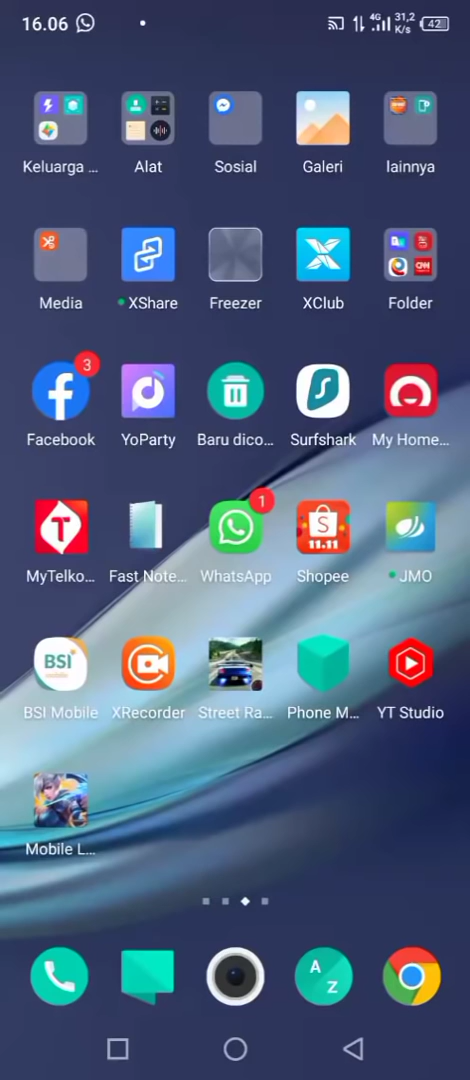 16.06
4G 31,2 K/s 42
Keluarga ... Alat Sosial Galeri lainnya
Media XShare Freezer XClub Folder
3
Facebook YoParty Baru dico... Surfshark My Home...
1
T S 11.11
MyTelko... Fast Note... WhatsApp Shopee JMO
BSI mobile
BSI Mobile XRecorder Street Ra... Phone M... YT Studio
Mobile L...
A Z